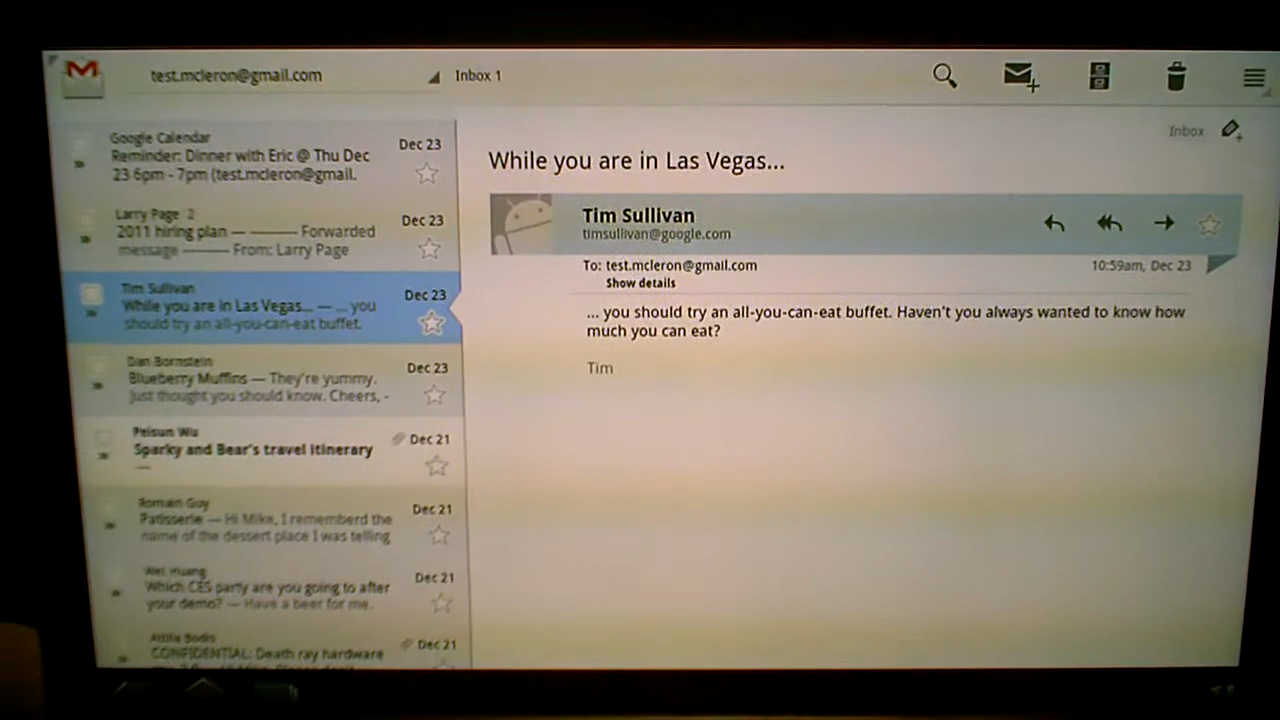 test.mcleron@gmail.com
Inbox 1
Inbox
Google Calendar
Dec 23
Reminder: Dinner with Eric @ Thu Dec
23 6pm - 7pm (test.mcleron@gmail.
Larry Page 2
Dec 23
2011 hiring plan — ——— Forwarded
message ——— From: Larry Page
Tim Sullivan
Dec 23
While you are in Las Vegas... — ... you
should try an all-you-can-eat buffet.
Dan Bornstein
Dec 23
Blueberry Muffins — They're yummy.
Just thought you should know. Cheers, -
Peisun Wu
Dec 21
Sparky and Bear's travel itinerary
—
Romain Guy
Dec 21
Patisserie — Hi Mike, I rememberd the
name of the dessert place I was telling
Wei Huang
Dec 21
Which CES party are you going to after
your demo? — Have a beer for me.
Attila Bodis
Dec 21
CONFIDENTIAL: Death ray hardware
While you are in Las Vegas...
Tim Sullivan
timsullivan@google.com
To: test.mcleron@gmail.com
10:59am, Dec 23
Show details
... you should try an all-you-can-eat buffet. Haven't you always wanted to know how
much you can eat?
Tim